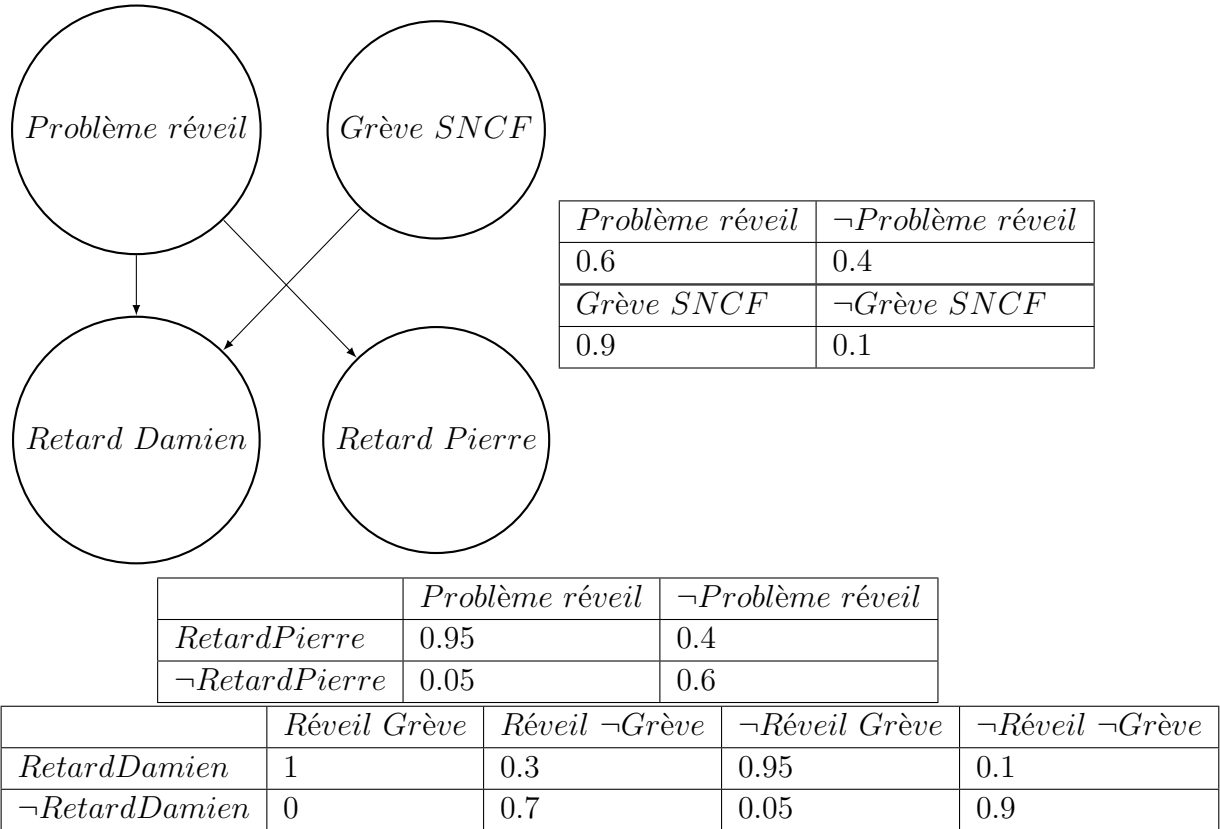 Problème réveil
Grève SNCF
Problème réveil ¬Problème réveil
0.6 0.4
Grève SNCF ¬Grève SNCF
0.9 0.1
Retard Damien
Retard Pierre
Problème réveil ¬Problème réveil
RetardPierre 0.95 0.4
¬RetardPierre 0.05 0.6
Réveil Grève Réveil ¬Grève ¬Réveil Grève ¬Réveil ¬Grève
RetardDamien 1 0.3 0.95 0.1
¬RetardDamien 0 0.7 0.05 0.9